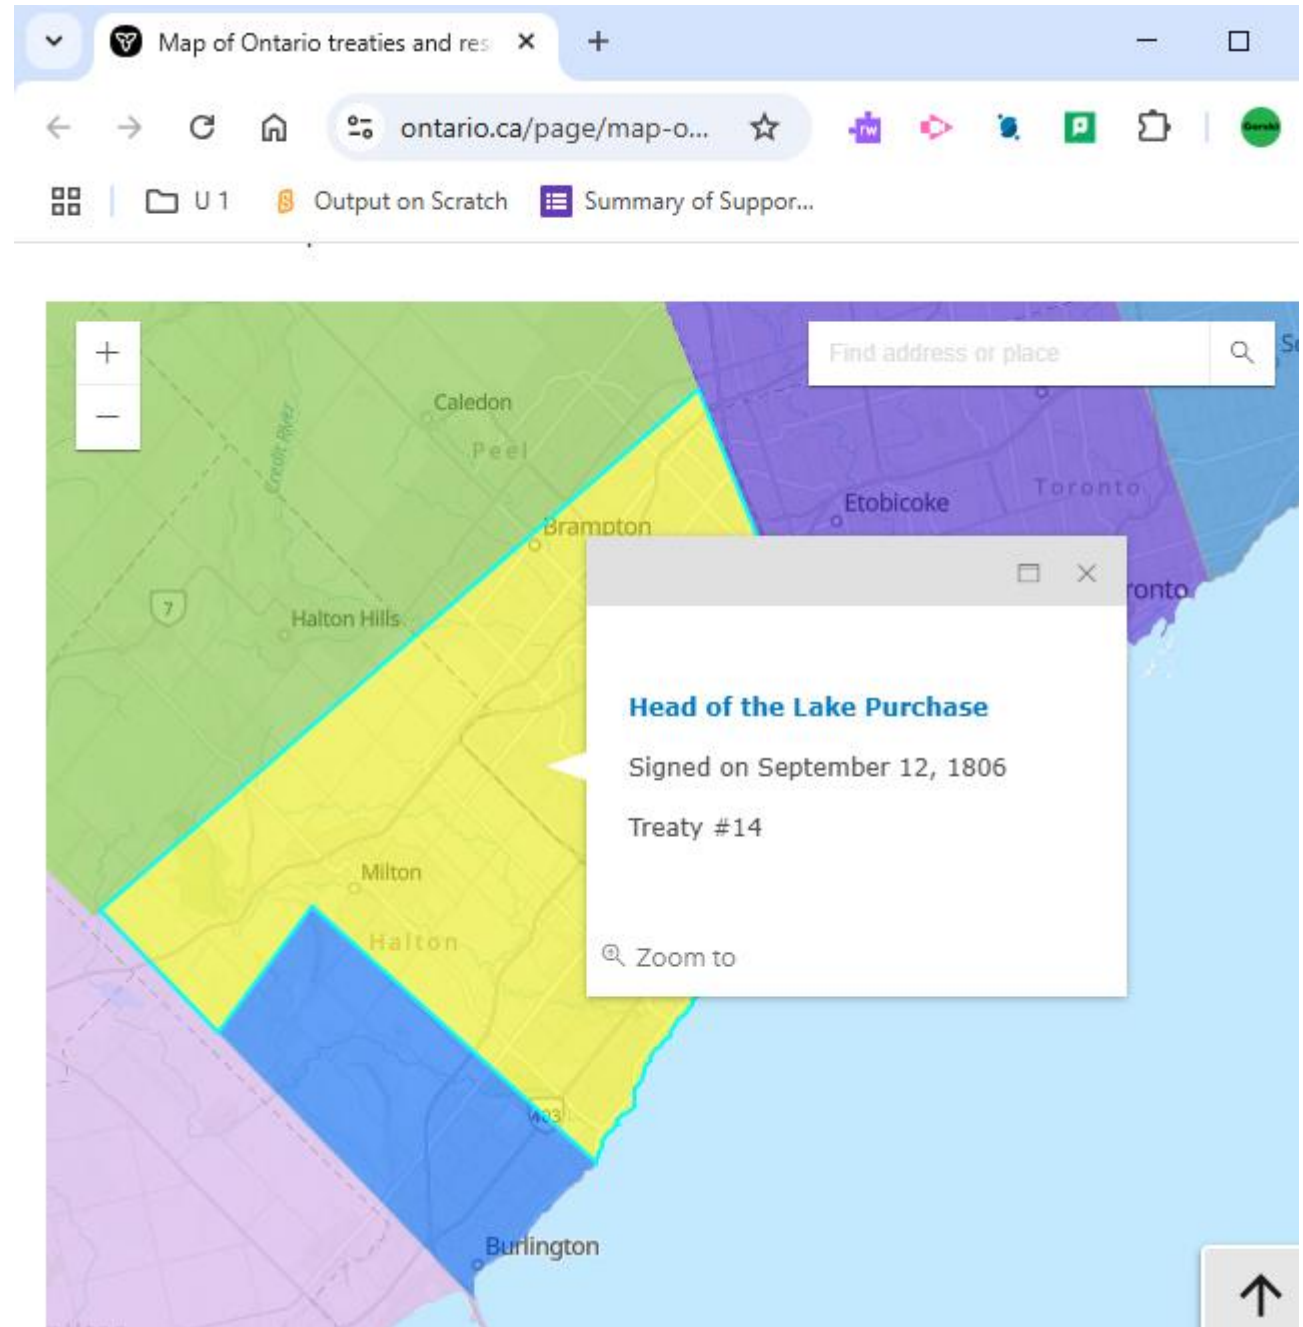 Map of Ontario treaties and res
ontario.ca/page/map-o...
rw
Gorski
U 1
Output on Scratch
Summary of Suppor...
Find address or place
Caledon
Peel
Credit River
Brampton
Etobicoke
Toronto
7
Halton Hills
ronto
Head of the Lake Purchase
Signed on September 12, 1806
Treaty #14
Milton
Halton
Zoom to
403
Burlington